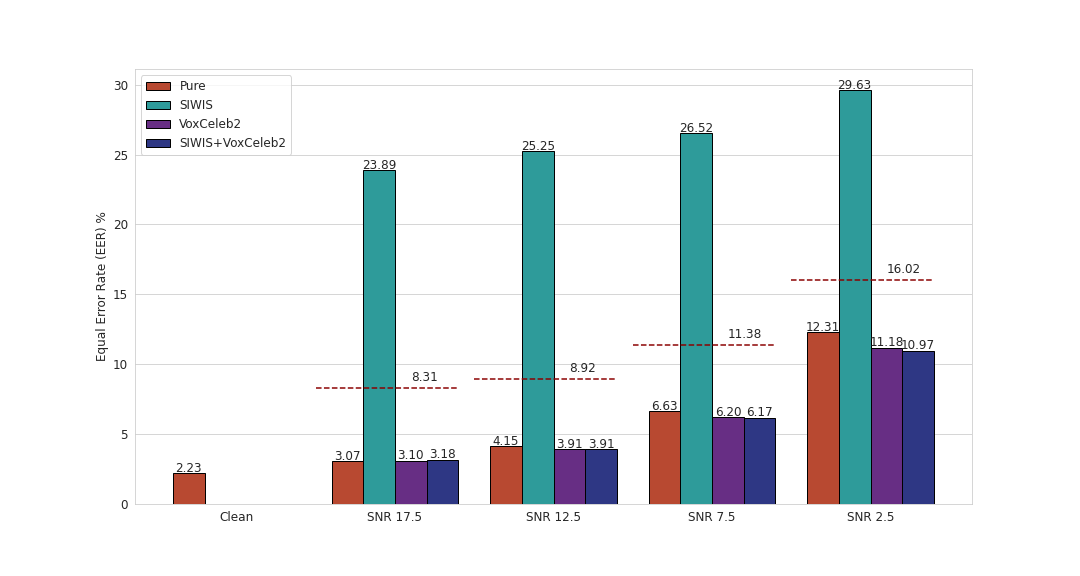 Pure
SIWIS
VoxCeleb2
SIWIS+VoxCeleb2
Equal Error Rate (EER) %
30
25
20
15
10
5
0
2.23
3.07
23.89
3.10
3.18
8.31
4.15
25.25
3.91
3.91
8.92
6.63
26.52
6.20
6.17
11.38
12.31
29.63
11.18
10.97
16.02
Clean
SNR 17.5
SNR 12.5
SNR 7.5
SNR 2.5